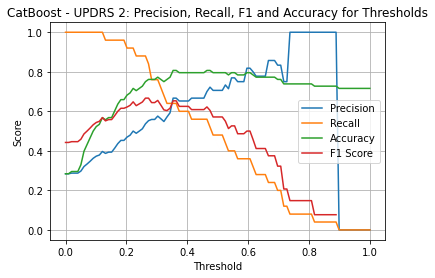 CatBoost - UPDRS 2: Precision, Recall, F1 and Accuracy for Thresholds
1.0
0.8
0.6
0.4
0.2
0.0
Score
Precision
Recall
Accuracy
F1 Score
0.0 0.2 0.4 0.6 0.8 1.0
Threshold